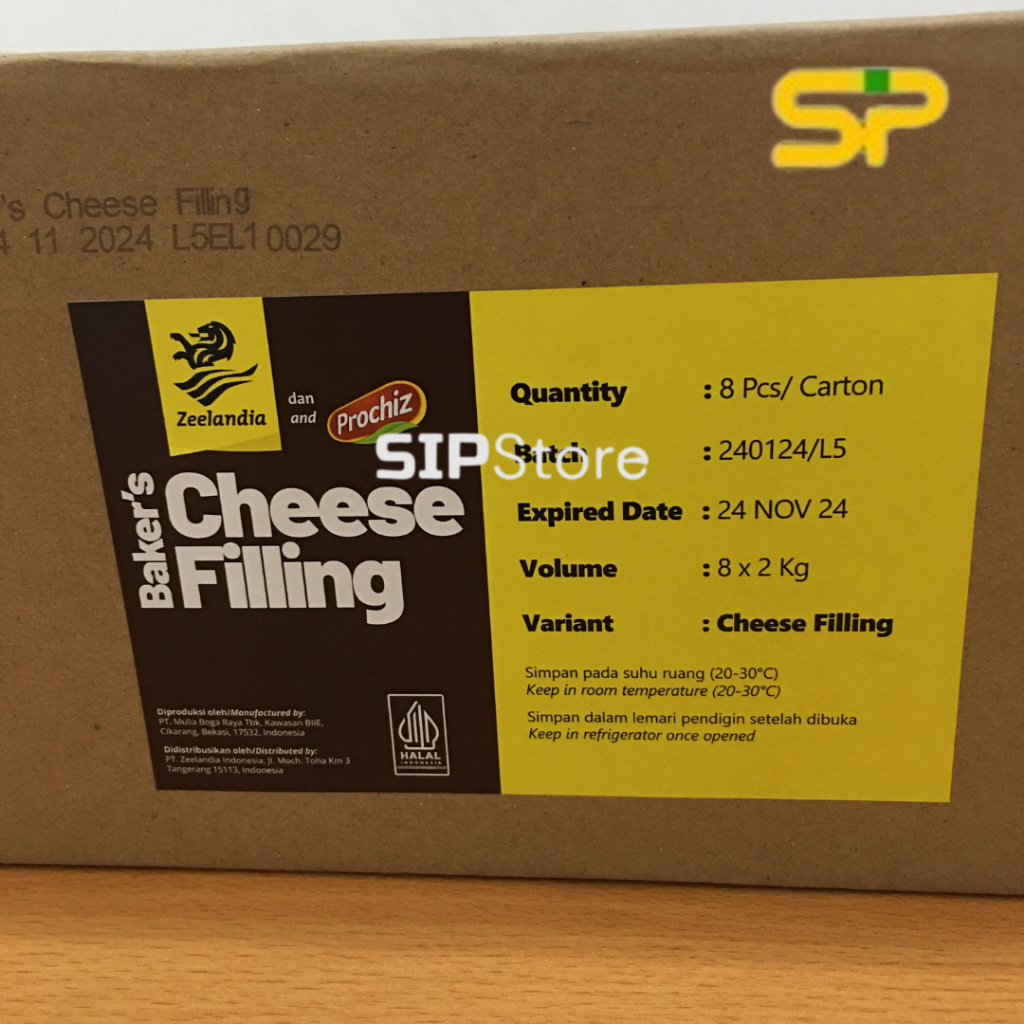 SiP
's Cheese Filling
4 11 2024 L5EL10029
Zeelandia
dan
and
Prochiz
SIPStore
Baker's
Cheese
Filling
Diproduksi oleh/Manufactured by:
PT. Mulia Boga Raya Tbk, Kawasan BIIE,
Cikarang, Bekasi, 17532, Indonesia
Didistribusikan oleh/Distributed by:
PT. Zeelandia Indonesia, Jl. Moch. Toha Km 3
Tangerang 15113, Indonesia
HALAL
INDONESIA
Quantity : 8 Pcs/ Carton
Batch : 240124/L5
Expired Date : 24 NOV 24
Volume : 8 x 2 Kg
Variant : Cheese Filling
Simpan pada suhu ruang (20-30°C)
Keep in room temperature (20-30°C)
Simpan dalam lemari pendigin setelah dibuka
Keep in refrigerator once opened